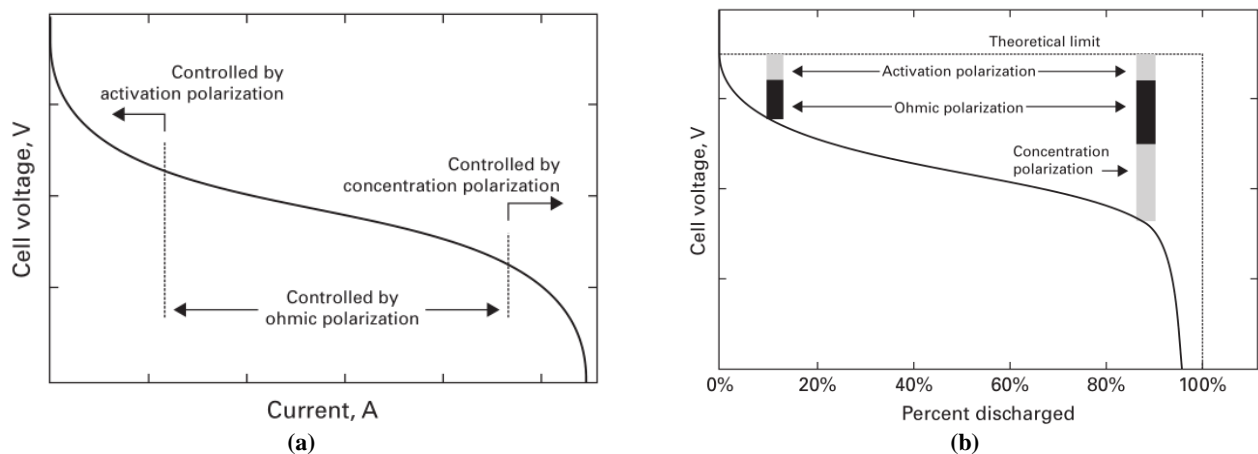 Controlled by
activation polarization
Controlled by
concentration polarization
Controlled by
ohmic polarization
Cell voltage, V
Current, A
(a)
Theoretical limit
Activation polarization
Ohmic polarization
Concentration
polarization
Cell voltage, V
0%
20%
40%
60%
80%
100%
Percent discharged
(b)